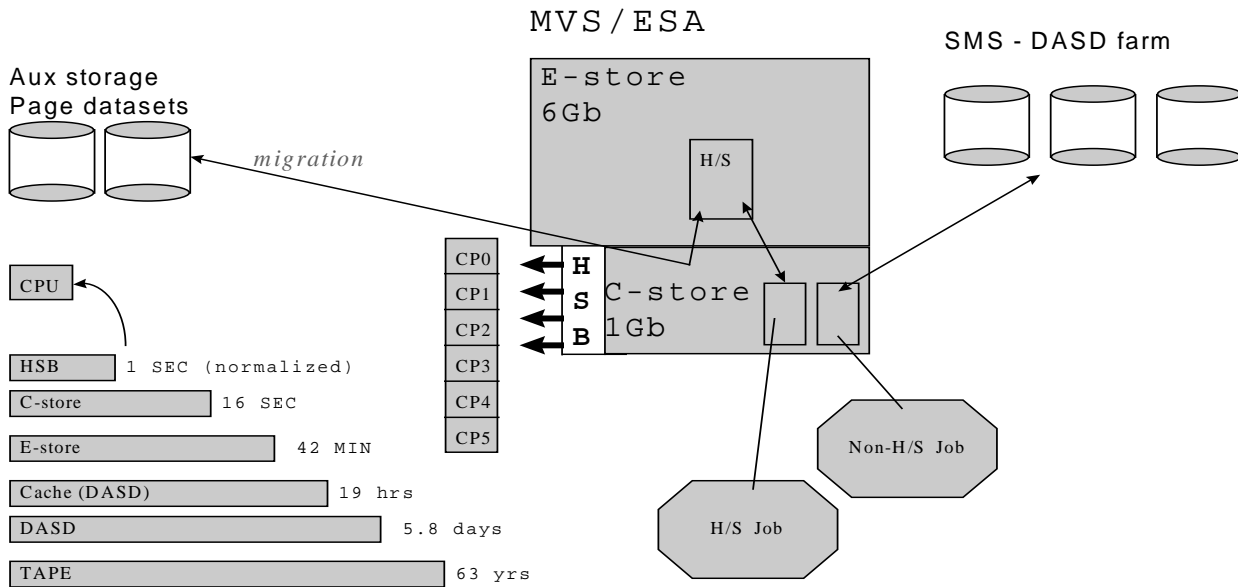 MVS/ESA
SMS - DASD farm
Aux storage
Page datasets
E-store
6Gb
migration
H/S
CP0
CP1
CP2
CP3
CP4
CP5
H
S
B
C-store
1Gb
CPU
HSB 1 SEC (normalized)
C-store 16 SEC
E-store 42 MIN
Cache (DASD) 19 hrs
DASD 5.8 days
TAPE 63 yrs
Non-H/S Job
H/S Job